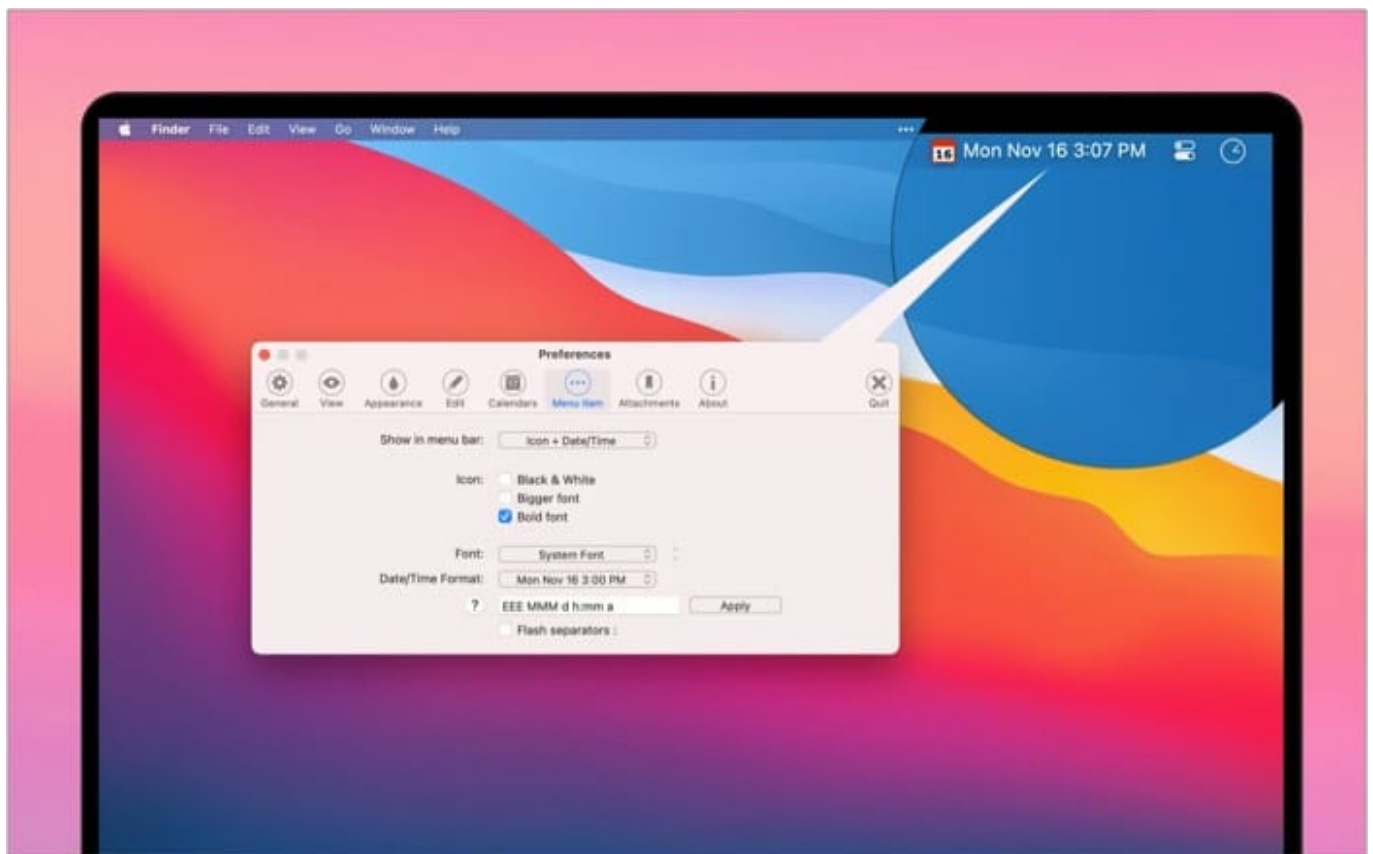 Finder File Edit View Go Window Help
16 Mon Nov 16 3:07 PM
Preferences
General View Appearance Edit Calendars Menu Item Attachments About Quit
Show in menu bar: Icon + Date/Time
Icon: Black & White
Bigger font
Bold font
Font: System Font
Date/Time Format: Mon Nov 16 3:00 PM
? EEE MMM d h:mm a Apply
Flash separators :